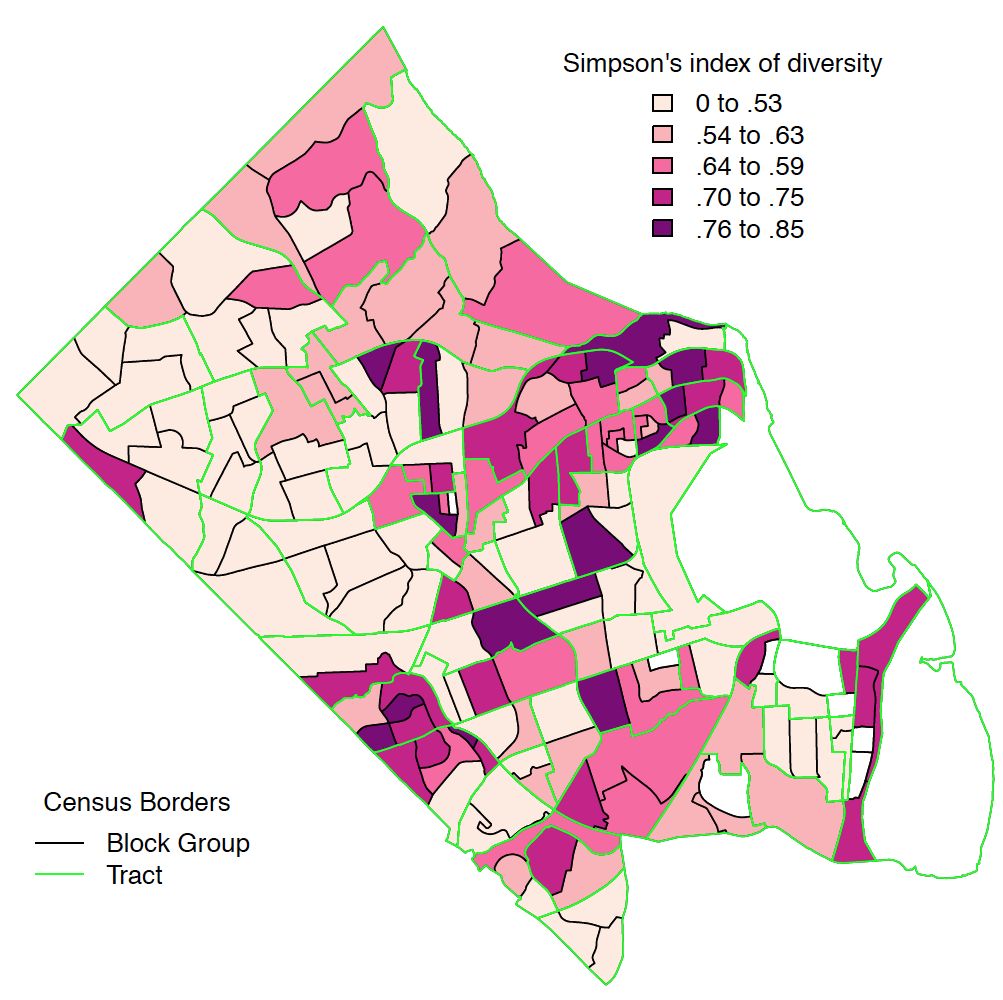 Simpson's index of diversity
0 to .53
.54 to .63
.64 to .59
.70 to .75
.76 to .85
Census Borders
Block Group
Tract